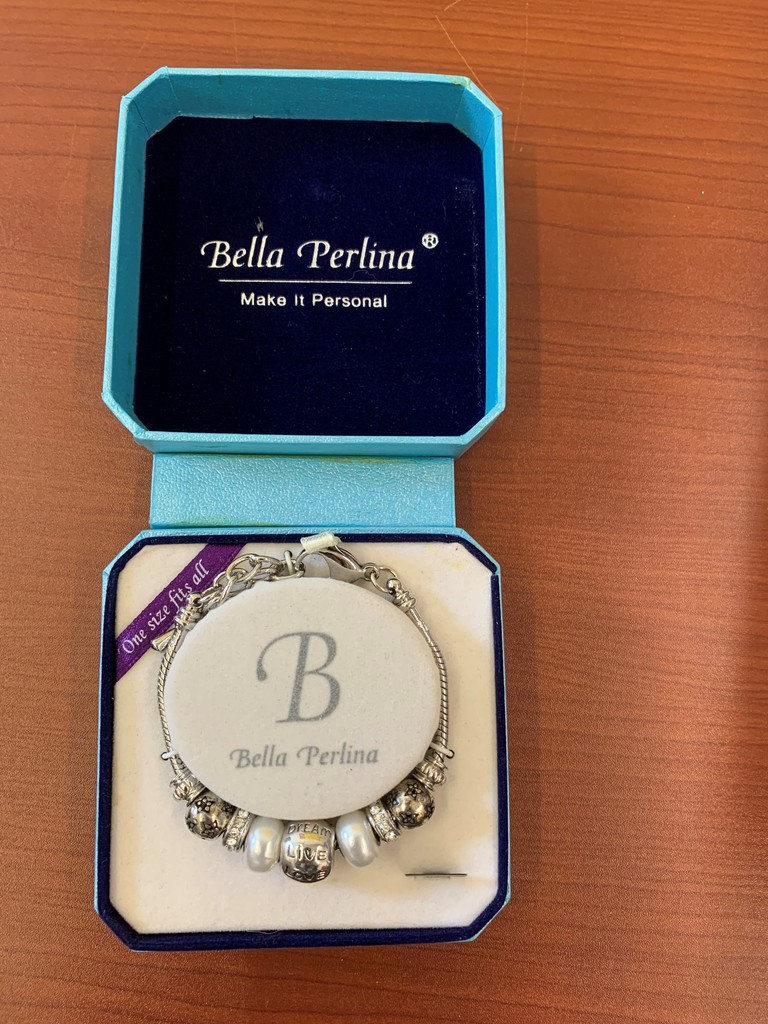 Bella Perlina®
Make It Personal
One size fits all
B
Bella Perlina
DREAM
LIVE
LOVE